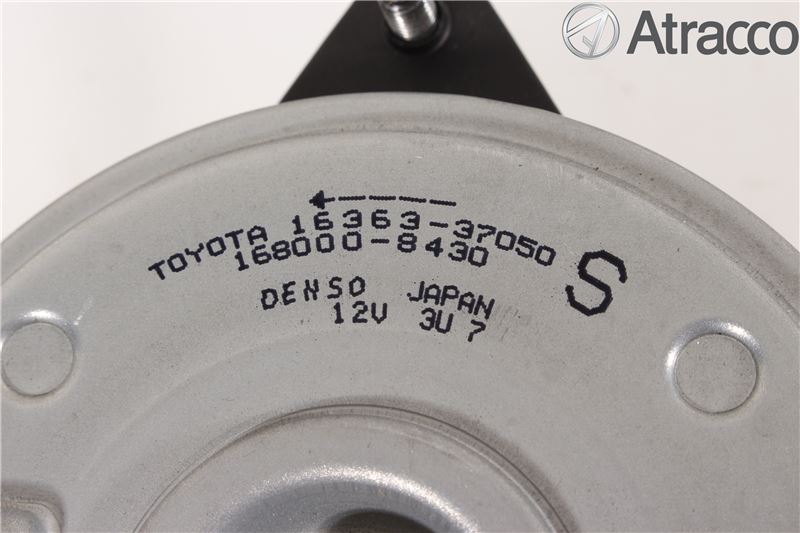 Atracco
TOYOTA 16363-37050
168000-8430
S
DENSO JAPAN
12V 3U 7